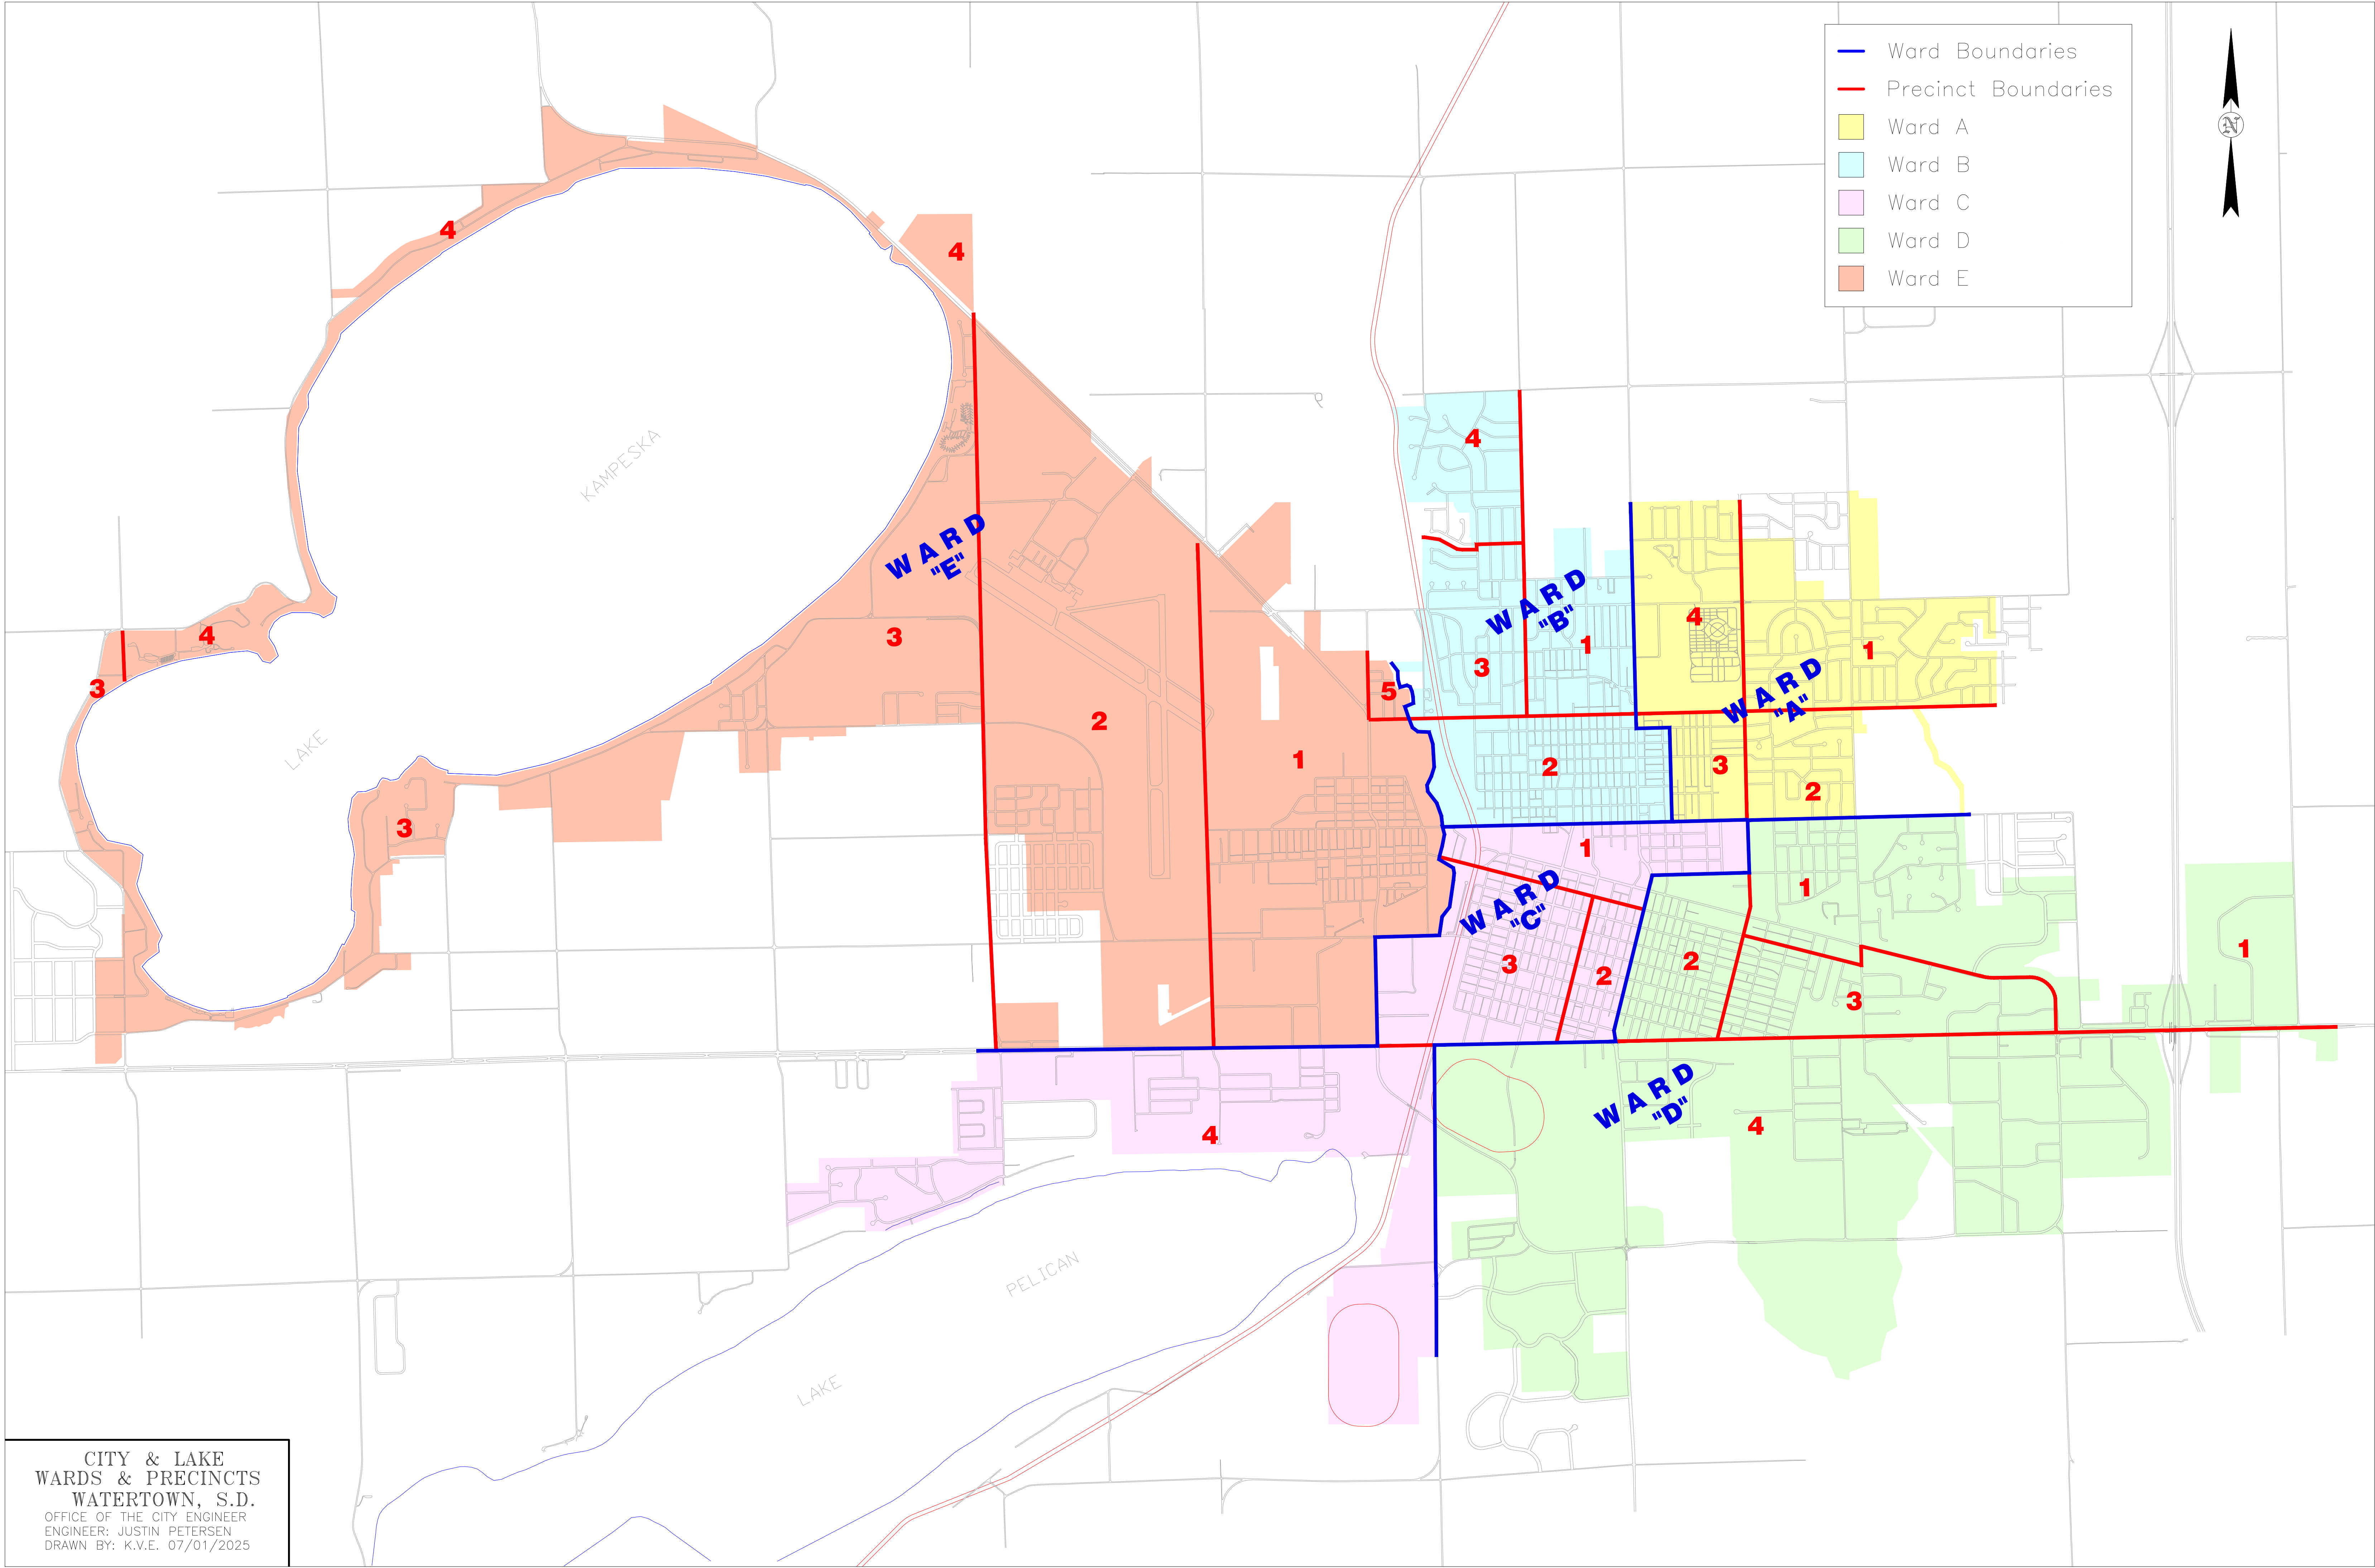 Ward Boundaries
Precinct Boundaries
Ward A
Ward B
Ward C
Ward D
Ward E
N
4
4
4
3
3
3
KAMPESKA
LAKE
WARD
"E"
2
1
5
4
WARD
"B"
3
1
2
4
1
WARD
"A"
3
2
1
WARD
"C"
3
2
4
1
2
3
1
WARD
"D"
4
PELICAN
LAKE
CITY & LAKE
WARDS & PRECINCTS
WATERTOWN, S.D.
OFFICE OF THE CITY ENGINEER
ENGINEER: JUSTIN PETERSEN
DRAWN BY: K.V.E. 07/01/2025